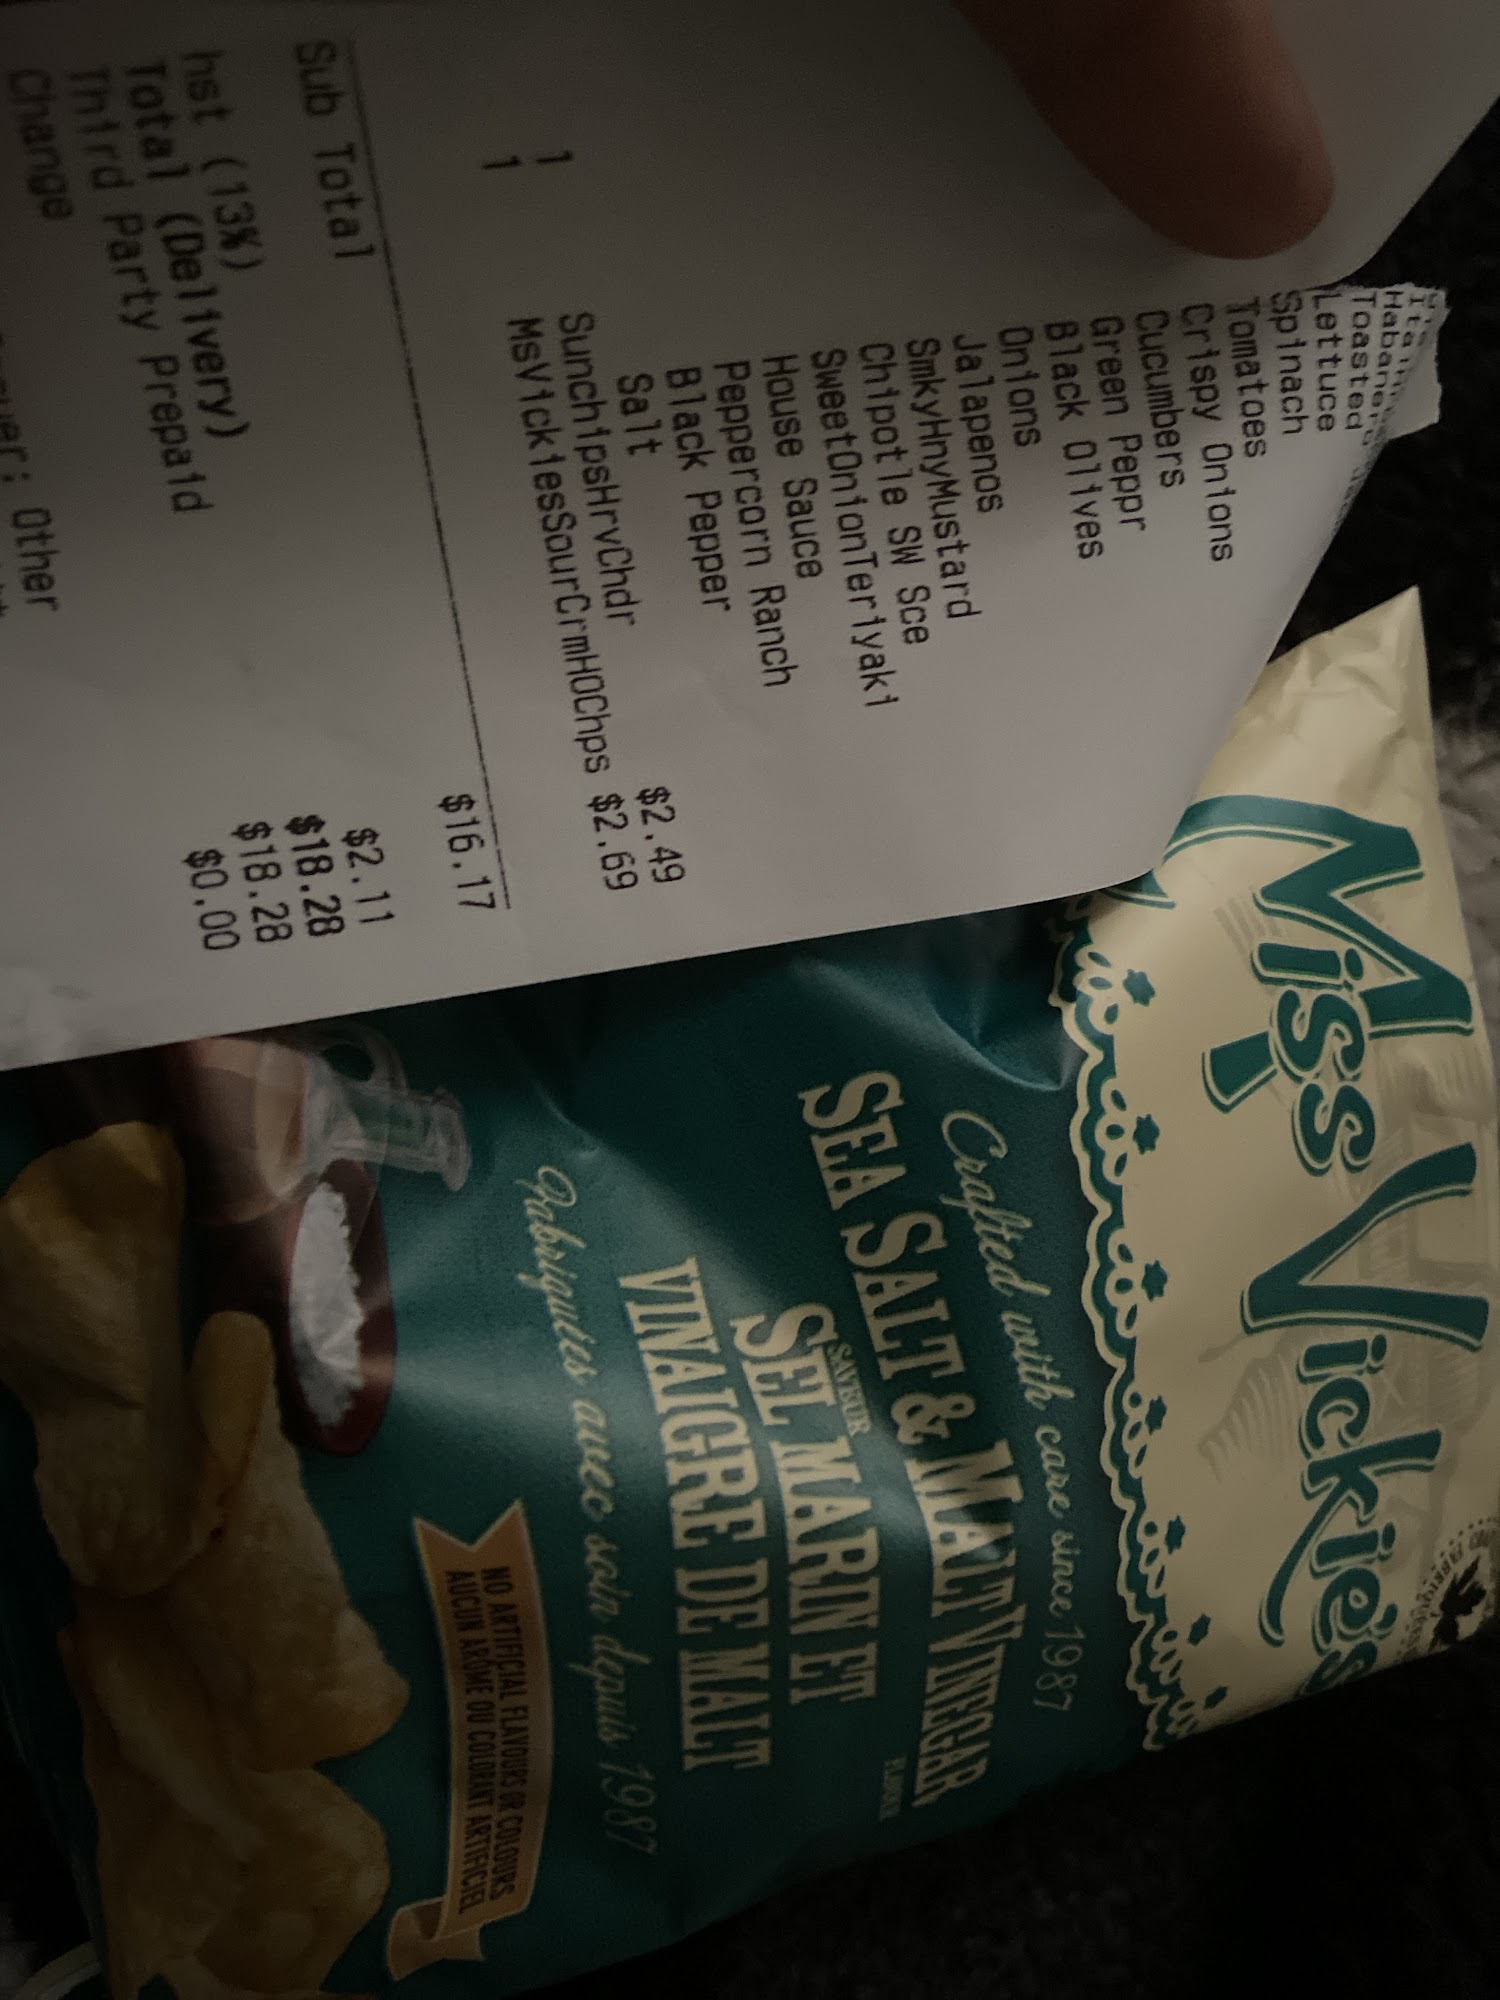 Toasted
Lettuce
Spinach
Tomatoes
Crispy Onions
Cucumbers
Green Peppr
Black Olives
Onions
Jalapenos
SmkyHnyMustard
Chipotle SW Sce
SweetOnionTeriyaki
House Sauce
Peppercorn Ranch
Black Pepper
Salt
1 SunchipsHrvChdr $2.49
1 MsVickiesSourCrmHOChps $2.69
Sub Total $16.17
hst (13%) $2.11
Total (Delivery) $18.28
Third Party Prepaid $18.28
Change $0.00
Other
Miss Vickie's
Crafted with care since 1987
SEA SALT & MALT VINEGAR
FLAVOUR
SAVEUR
SEL MARIN ET
VINAIGRE DE MALT
Fabriquées avec soin depuis 1987
NO ARTIFICIAL FLAVOURS OR COLOURS
AUCUN ARÔME OU COLORANT ARTIFICIEL